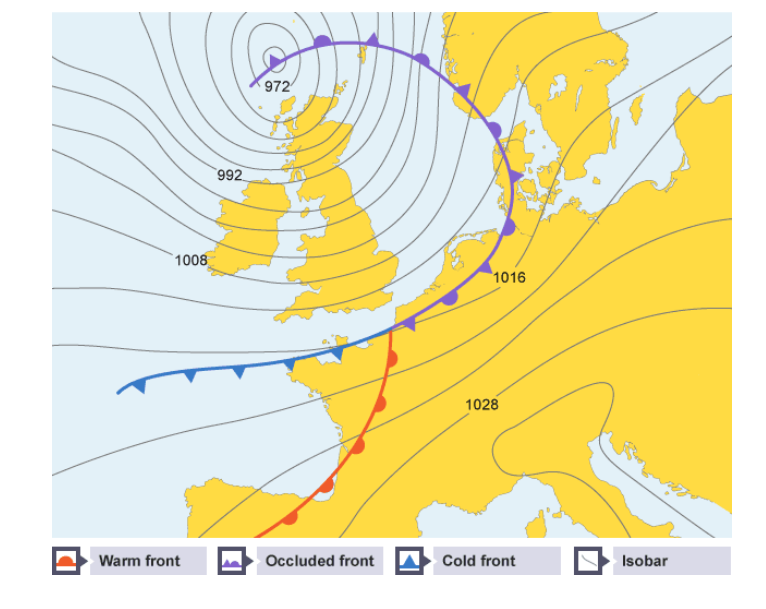 972
992
1008
1016
1028
Warm front
Occluded front
Cold front
Isobar